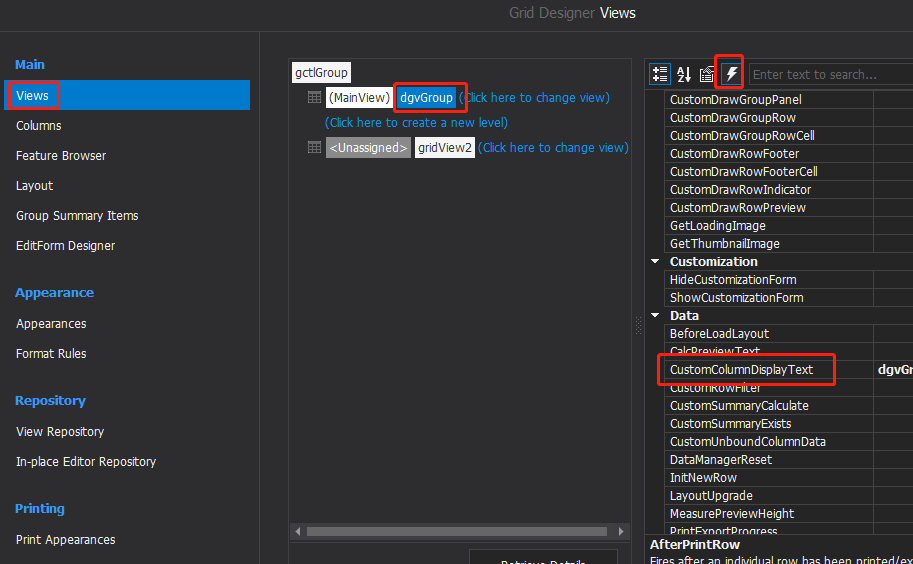 Grid Designer Views
Main
Views
Columns
Feature Browser
Layout
Group Summary Items
EditForm Designer
Appearance
Appearances
Format Rules
Repository
View Repository
In-place Editor Repository
Printing
Print Appearances
gctlGroup
(MainView) dgvGroup (Click here to change view)
(Click here to create a new level)
<Unassigned> gridView2 (Click here to change view)
Retrieve Details
Enter text to search...
CustomDrawGroupPanel
CustomDrawGroupRow
CustomDrawGroupRowCell
CustomDrawRowFooter
CustomDrawRowFooterCell
CustomDrawRowIndicator
CustomDrawRowPreview
GetLoadingImage
GetThumbnailImage
Customization
HideCustomizationForm
ShowCustomizationForm
Data
BeforeLoadLayout
CalcPreviewText
CustomColumnDisplayText dgvGr
CustomRowFilter
CustomSummaryCalculate
CustomSummaryExists
CustomUnboundColumnData
DataManagerReset
InitNewRow
LayoutUpgrade
MeasurePreviewHeight
PrintExportProgress
AfterPrintRow
Fires after an individual row has been printed/ex